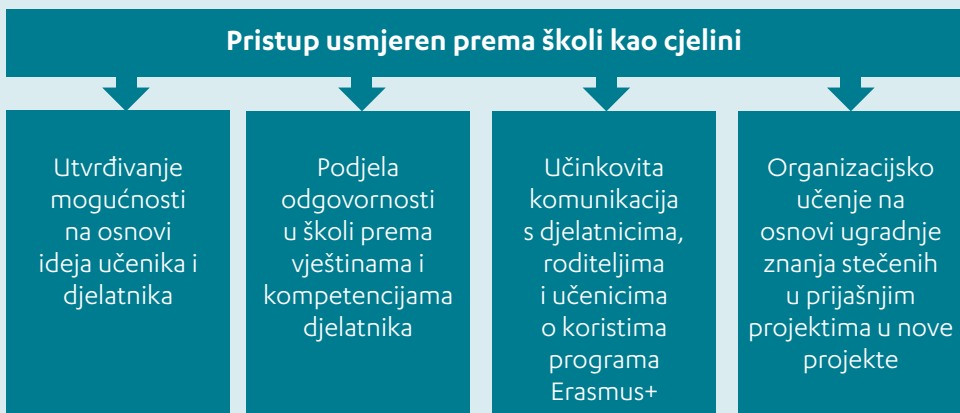 Pristup usmjeren prema školi kao cjelini
Utvrđivanje
mogućnosti
na osnovi
ideja učenika i
djelatnika
Podjela
odgovornosti
u školi prema
vještinama i
kompetencijama
djelatnika
Učinkovita
komunikacija
s djelatnicima,
roditeljima
i učenicima
o koristima
programa
Erasmus+
Organizacijsko
učenje na
osnovi ugradnje
znanja stečenih
u prijašnjim
projektima u nove
projekte